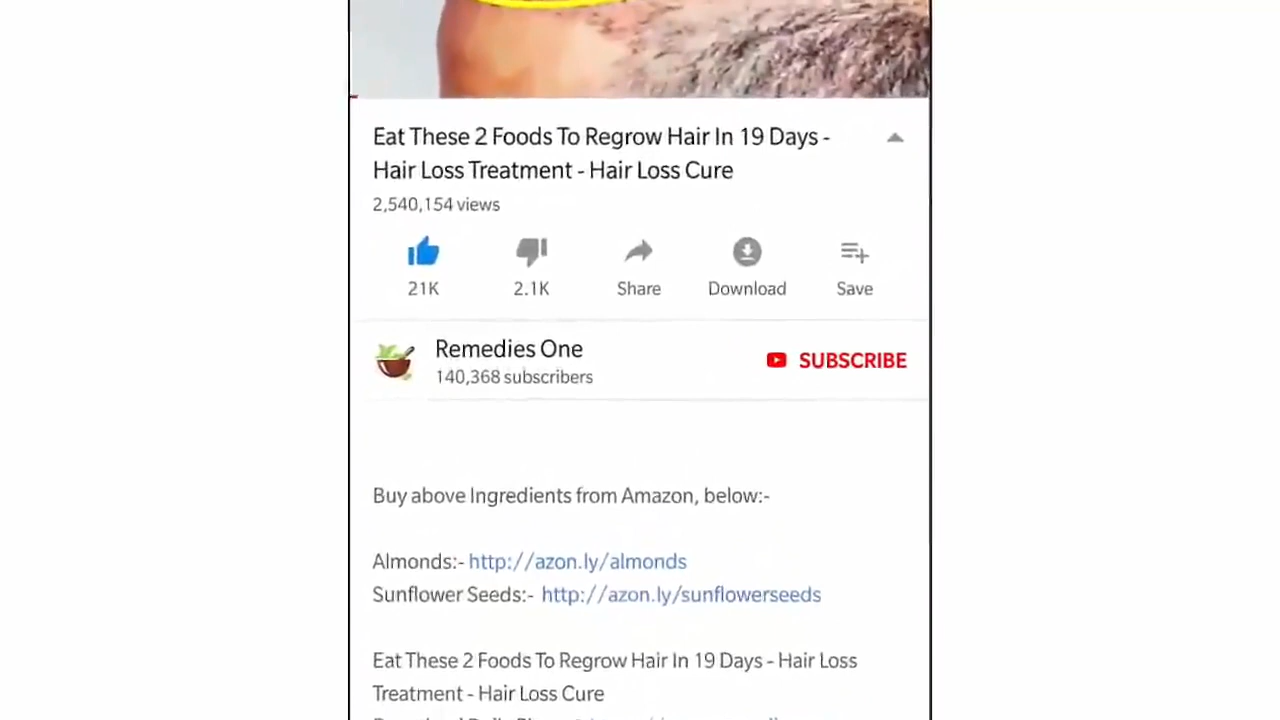 Eat These 2 Foods To Regrow Hair In 19 Days -
Hair Loss Treatment - Hair Loss Cure
2,540,154 views
21K
2.1K
Share
Download
Save
Remedies One
140,368 subscribers
SUBSCRIBE
Buy above Ingredients from Amazon, below:-
Almonds:- http://azon.ly/almonds
Sunflower Seeds:- http://azon.ly/sunflowerseeds
Eat These 2 Foods To Regrow Hair In 19 Days - Hair Loss
Treatment - Hair Loss Cure